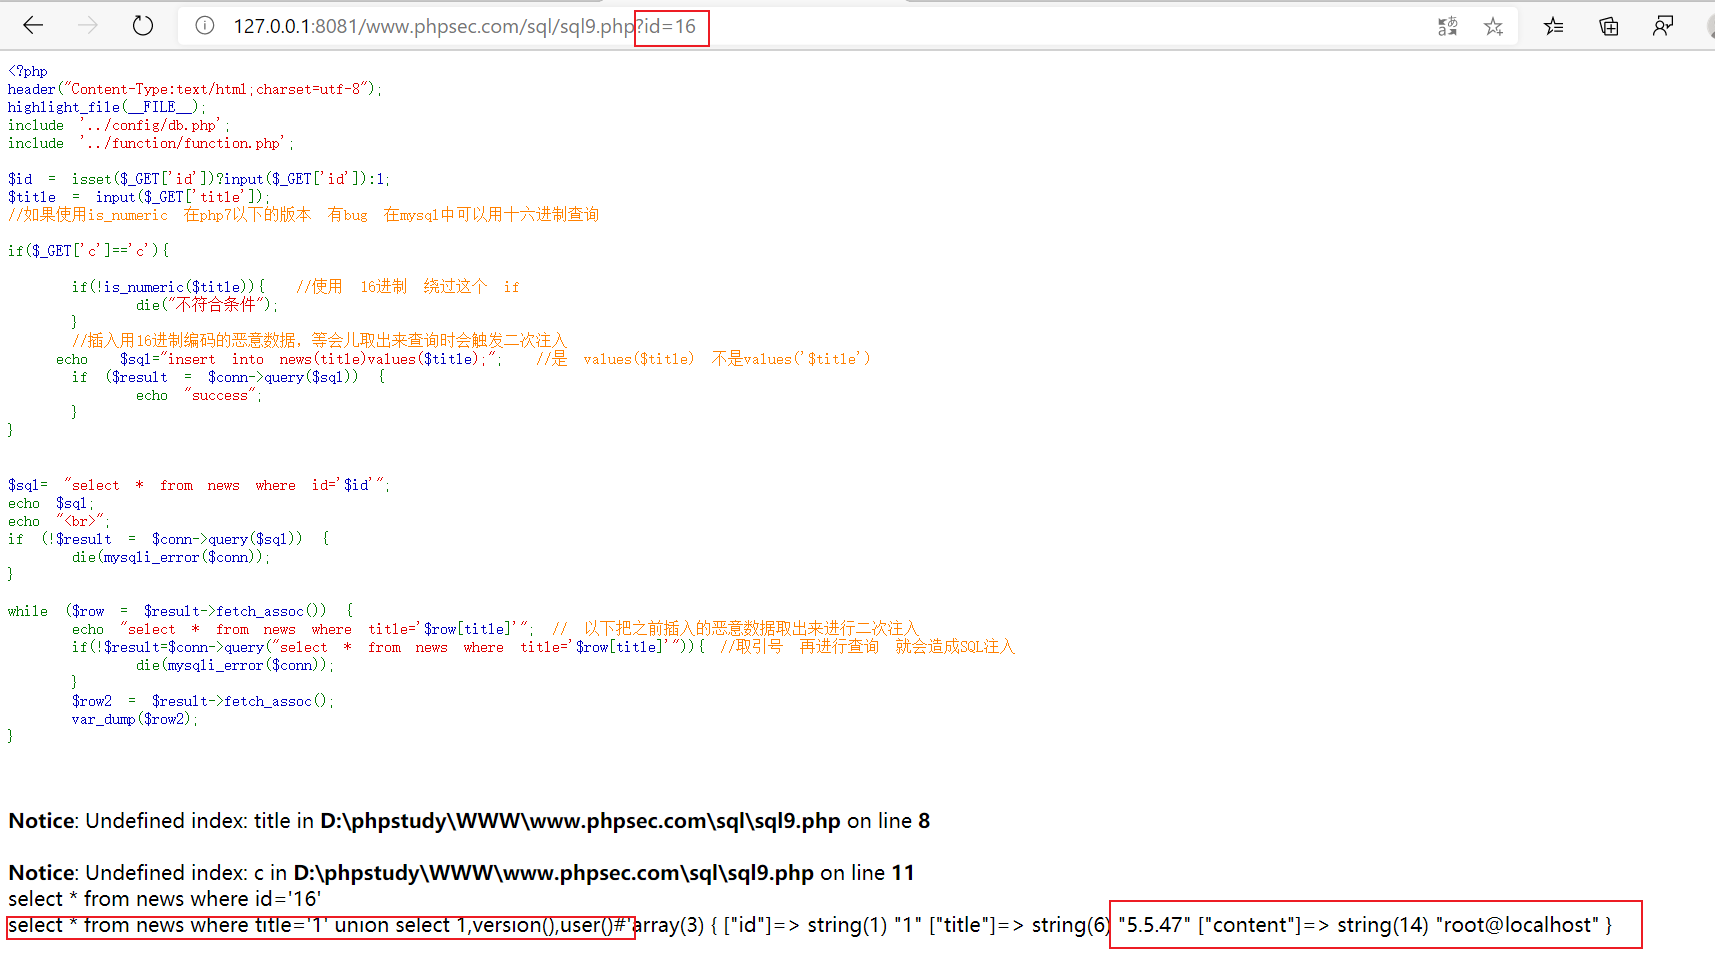 127.0.0.1:8081/www.phpsec.com/sql/sql9.php?id=16
<?php
header("Content-Type:text/html;charset=utf-8");
highlight_file(__FILE__);
include '../config/db.php';
include '../function/function.php';
$id = isset($_GET['id'])?input($_GET['id']):1;
$title = input($_GET['title']);
//如果使用is_numeric 在php7以下的版本 有bug 在mysql中可以用十六进制查询
if($_GET['c']=='c'){
if(!is_numeric($title)){ //使用 16进制 绕过这个 if
die("不符合条件");
}
//插入用16进制编码的恶意数据，等会儿取出来查询时会触发二次注入
echo $sql="insert into news(title)values($title);"; //是 values($title) 不是values('$title')
if ($result = $conn->query($sql)) {
echo "success";
}
}
$sql= "select * from news where id='$id'";
echo $sql;
echo "<br>";
if (!$result = $conn->query($sql)) {
die(mysqli_error($conn));
}
while ($row = $result->fetch_assoc()) {
echo "select * from news where title='$row[title]'"; // 以下把之前插入的恶意数据取出来进行二次注入
if(!$result=$conn->query("select * from news where title='$row[title]'")){ //取引号 再进行查询 就会造成SQL注入
die(mysqli_error($conn));
}
$row2 = $result->fetch_assoc();
var_dump($row2);
}
Notice: Undefined index: title in D:\phpstudy\WWW\www.phpsec.com\sql\sql9.php on line 8
Notice: Undefined index: c in D:\phpstudy\WWW\www.phpsec.com\sql\sql9.php on line 11
select * from news where id='16'
select * from news where title='1' union select 1,version(),user()#'array(3) { ["id"]=> string(1) "1" ["title"]=> string(6) "5.5.47" ["content"]=> string(14) "root@localhost" }